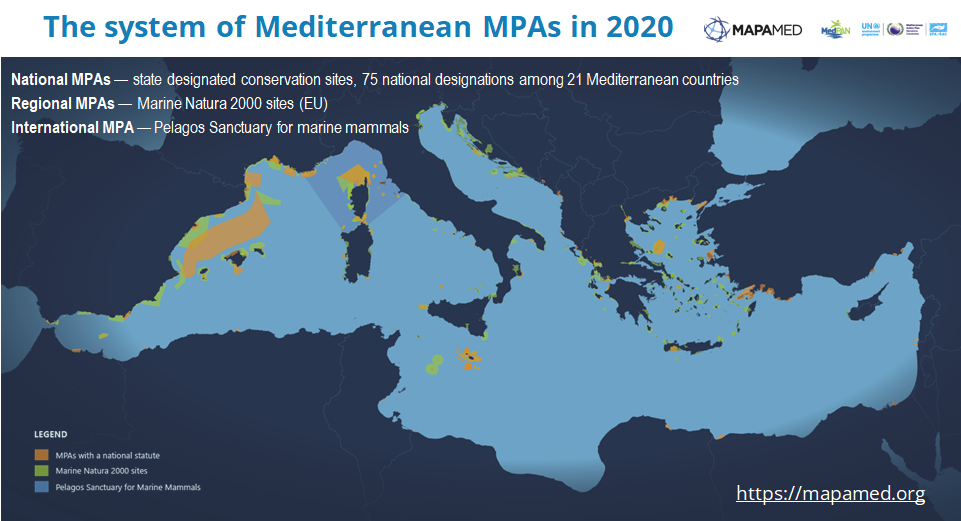 The system of Mediterranean MPAs in 2020
MAPAMED
MedPAN
UN
National MPAs — state designated conservation sites, 75 national designations among 21 Mediterranean countries
Regional MPAs — Marine Natura 2000 sites (EU)
International MPA — Pelagos Sanctuary for marine mammals
LEGEND
MPAs with a national statute
Marine Natura 2000 sites
Pelagos Sanctuary for Marine Mammals
https://mapamed.org